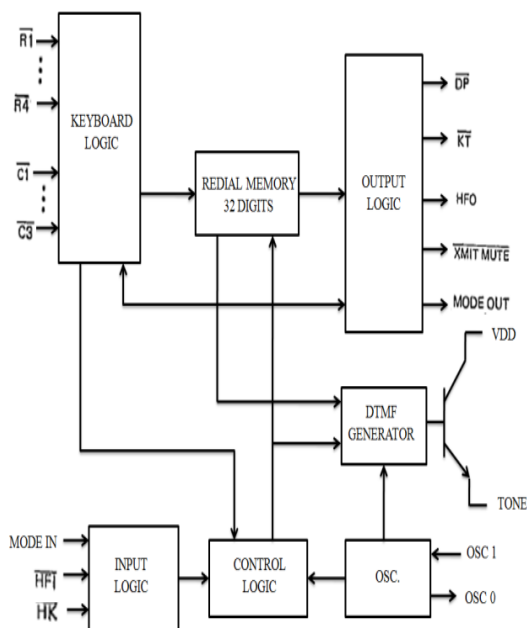 R1
R4
C1
C3
KEYBOARD
LOGIC
REDIAL MEMORY
32 DIGITS
OUTPUT
LOGIC
DP
KT
HFO
XMIT MUTE
MODE OUT
VDD
DTMF
GENERATOR
TONE
MODE IN
HFI
HK
INPUT
LOGIC
CONTROL
LOGIC
OSC.
OSC 1
OSC 0